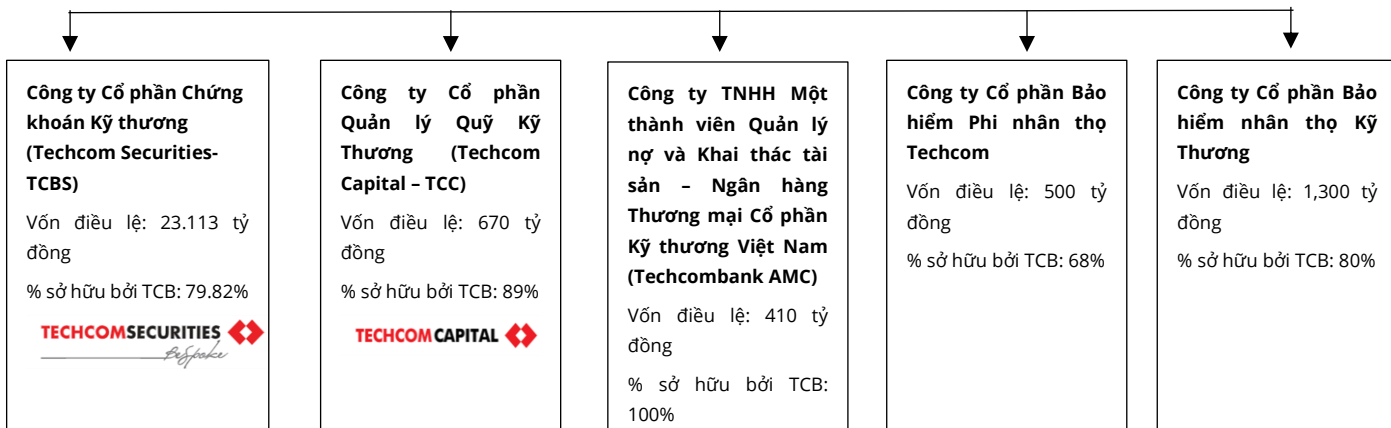 Công ty Cổ phần Chứng
khoán Kỹ thương
(Techcom Securities-
TCBS)
Vốn điều lệ: 23.113 tỷ
đồng
% sở hữu bởi TCB: 79.82%
TECHCOMSECURITIES
BeSpoke
Công ty Cổ phần
Quản lý Quỹ Kỹ
Thương (Techcom
Capital – TCC)
Vốn điều lệ: 670 tỷ
đồng
% sở hữu bởi TCB: 89%
TECHCOMCAPITAL
Công ty TNHH Một
thành viên Quản lý
nợ và Khai thác tài
sản – Ngân hàng
Thương mại Cổ phần
Kỹ thương Việt Nam
(Techcombank AMC)
Vốn điều lệ: 410 tỷ
đồng
% sở hữu bởi TCB:
100%
Công ty Cổ phần Bảo
hiểm Phi nhân thọ
Techcom
Vốn điều lệ: 500 tỷ
đồng
% sở hữu bởi TCB: 68%
Công ty Cổ phần Bảo
hiểm nhân thọ Kỹ
Thương
Vốn điều lệ: 1,300 tỷ
đồng
% sở hữu bởi TCB: 80%